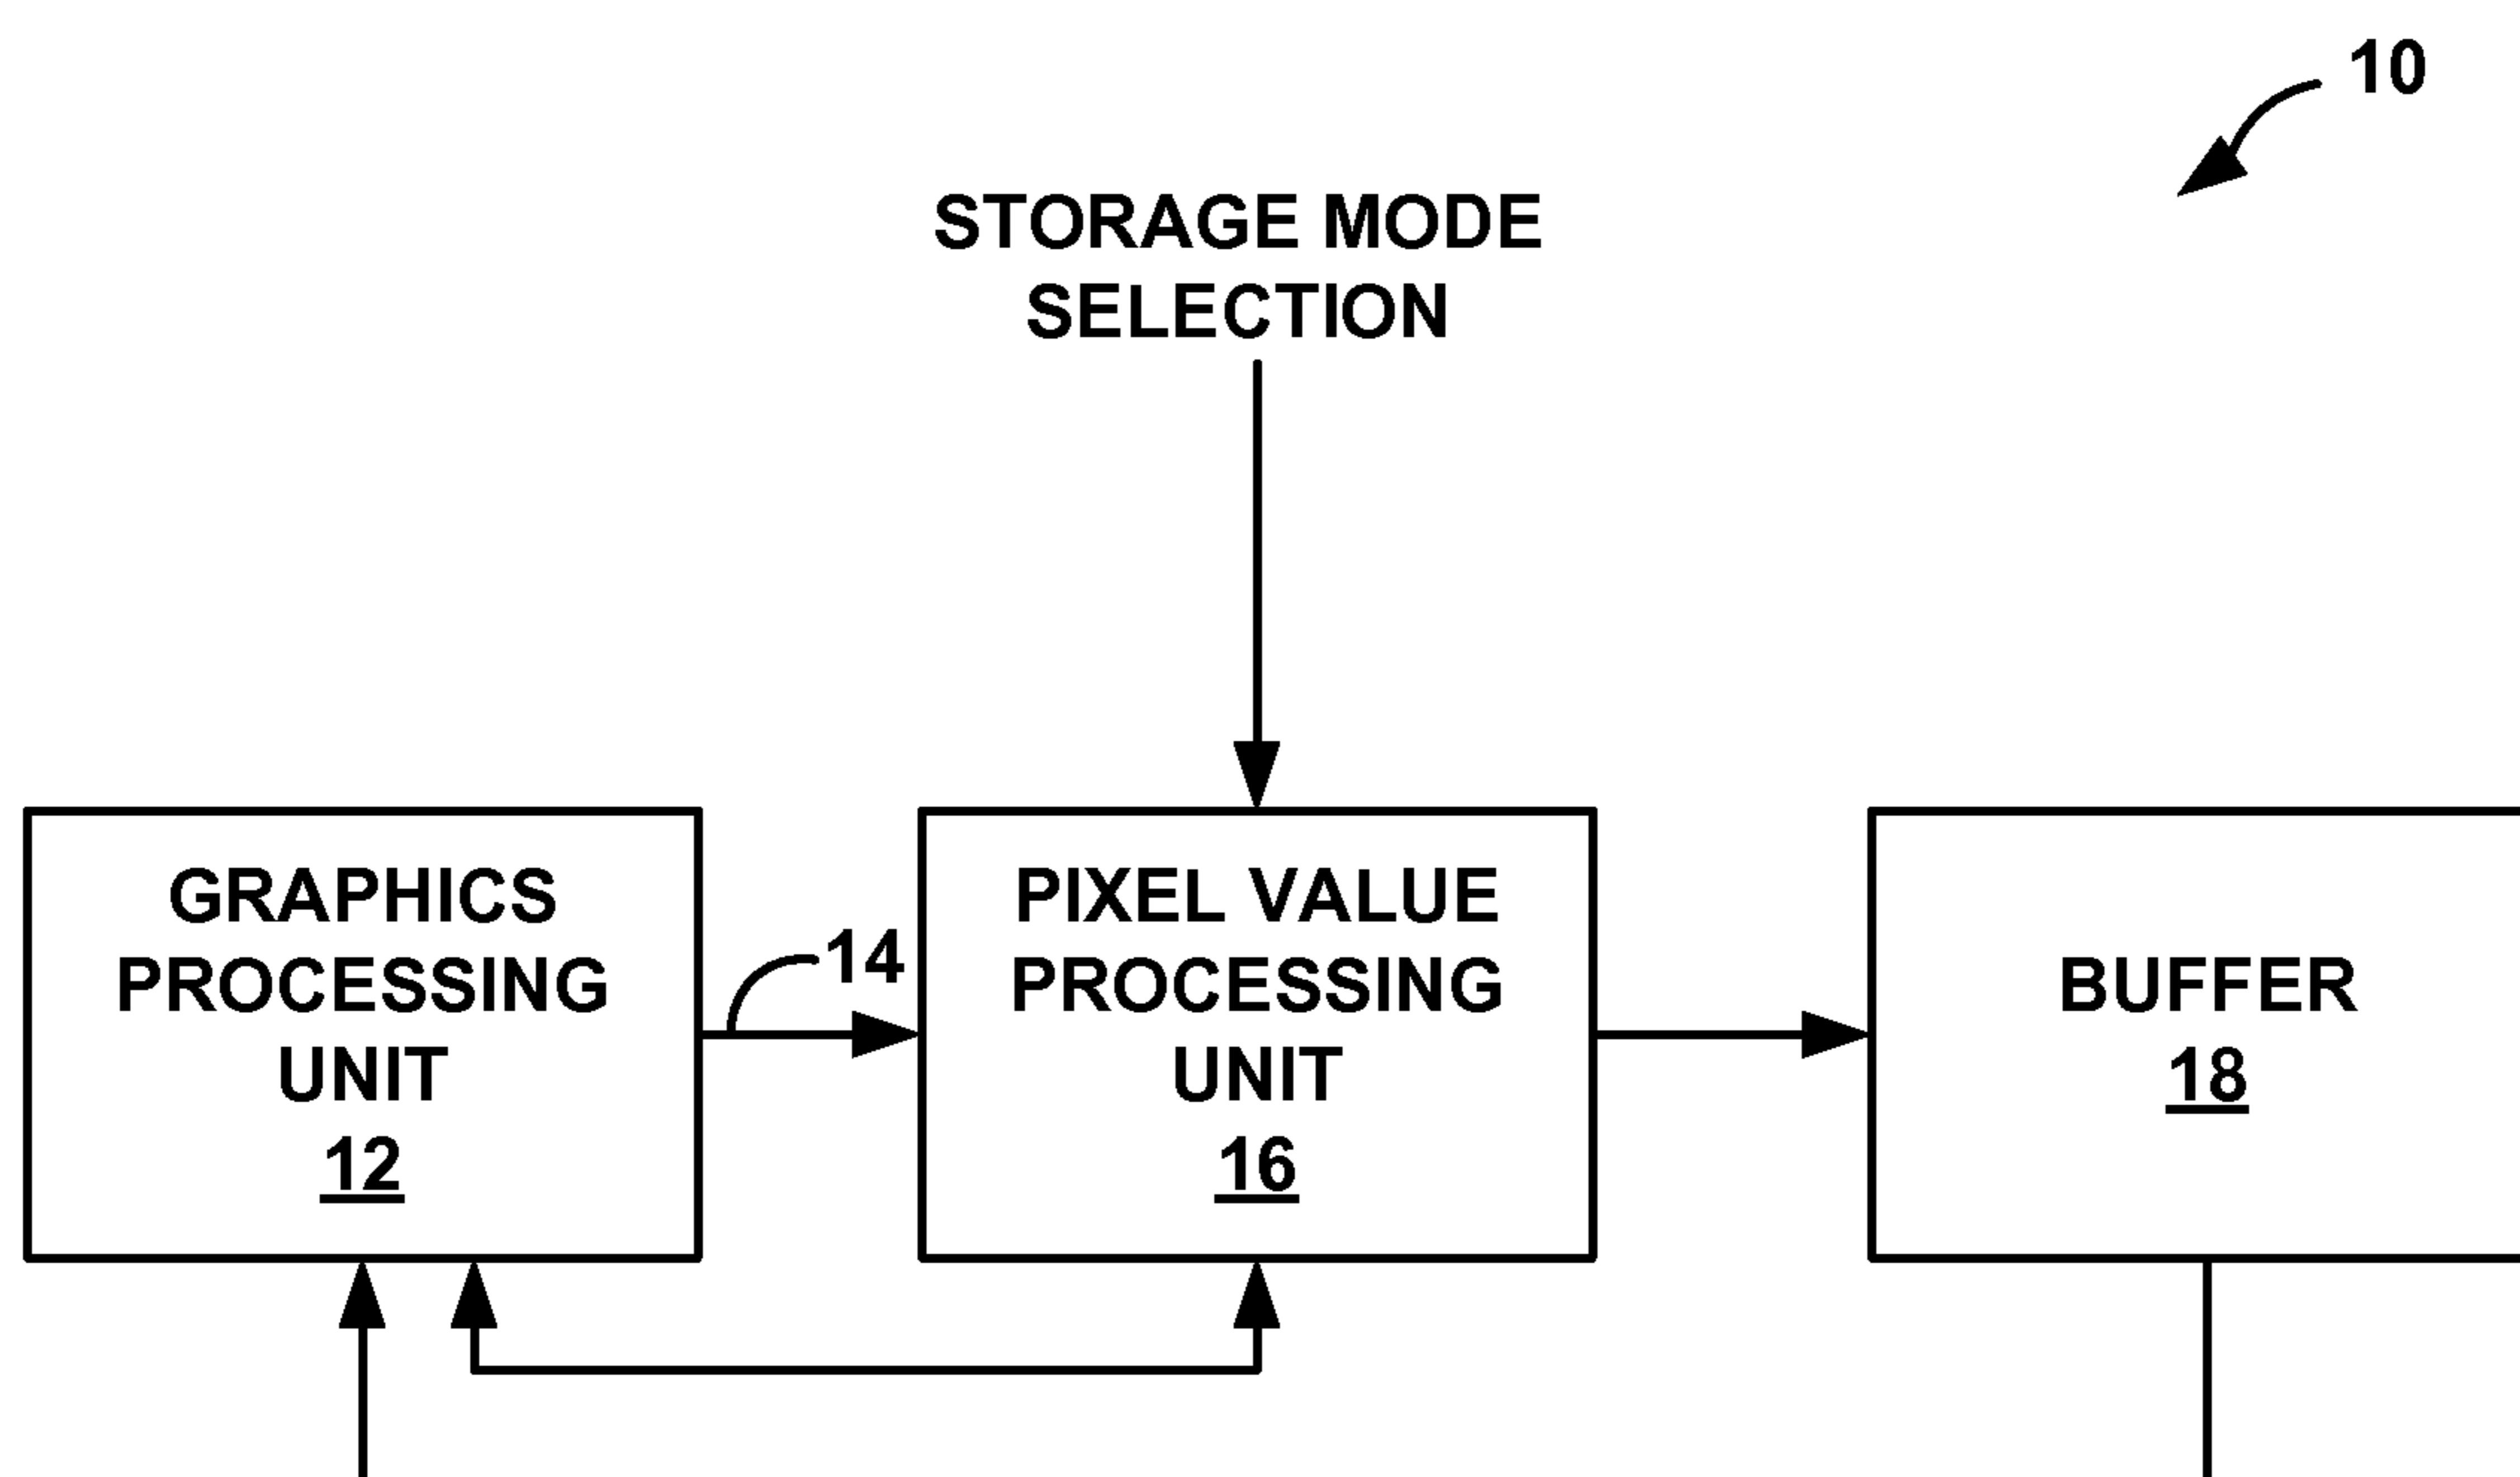 10
STORAGE MODE
SELECTION
GRAPHICS
PROCESSING
UNIT
12
14
PIXEL VALUE
PROCESSING
UNIT
16
BUFFER
18